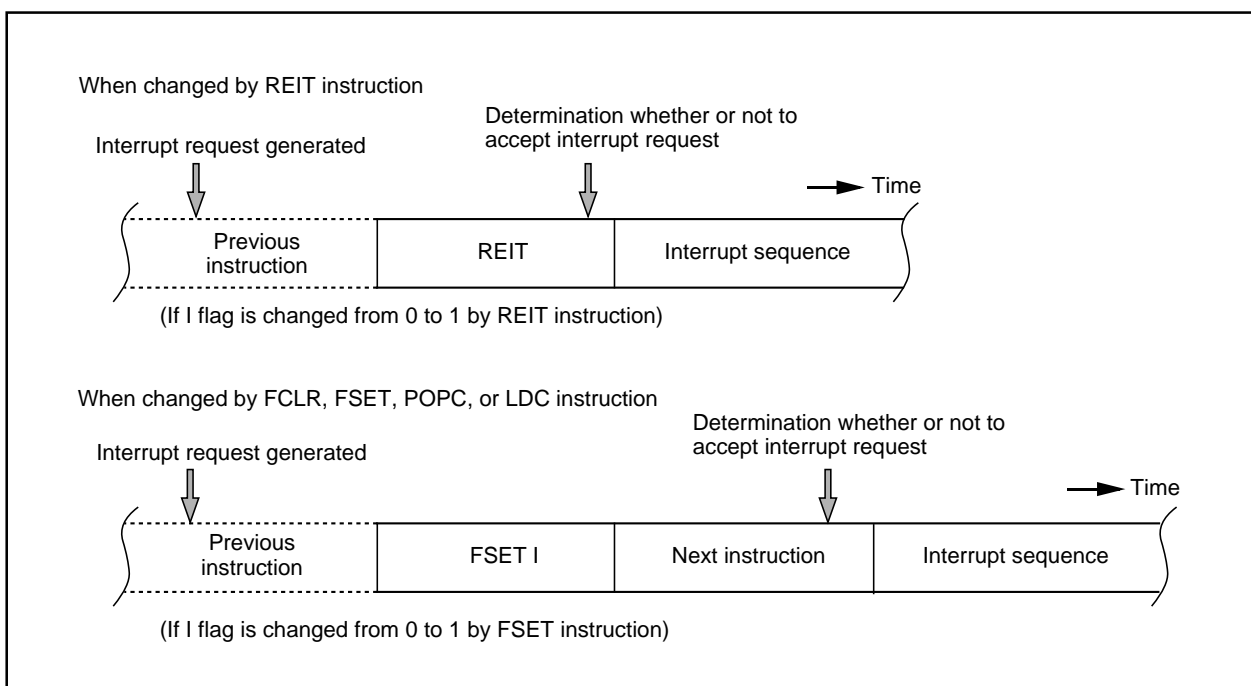 When changed by REIT instruction
Interrupt request generated
Determination whether or not to
accept interrupt request
Time
Previous
instruction
REIT
Interrupt sequence
(If I flag is changed from 0 to 1 by REIT instruction)
When changed by FCLR, FSET, POPC, or LDC instruction
Interrupt request generated
Determination whether or not to
accept interrupt request
Time
Previous
instruction
FSET I
Next instruction
Interrupt sequence
(If I flag is changed from 0 to 1 by FSET instruction)